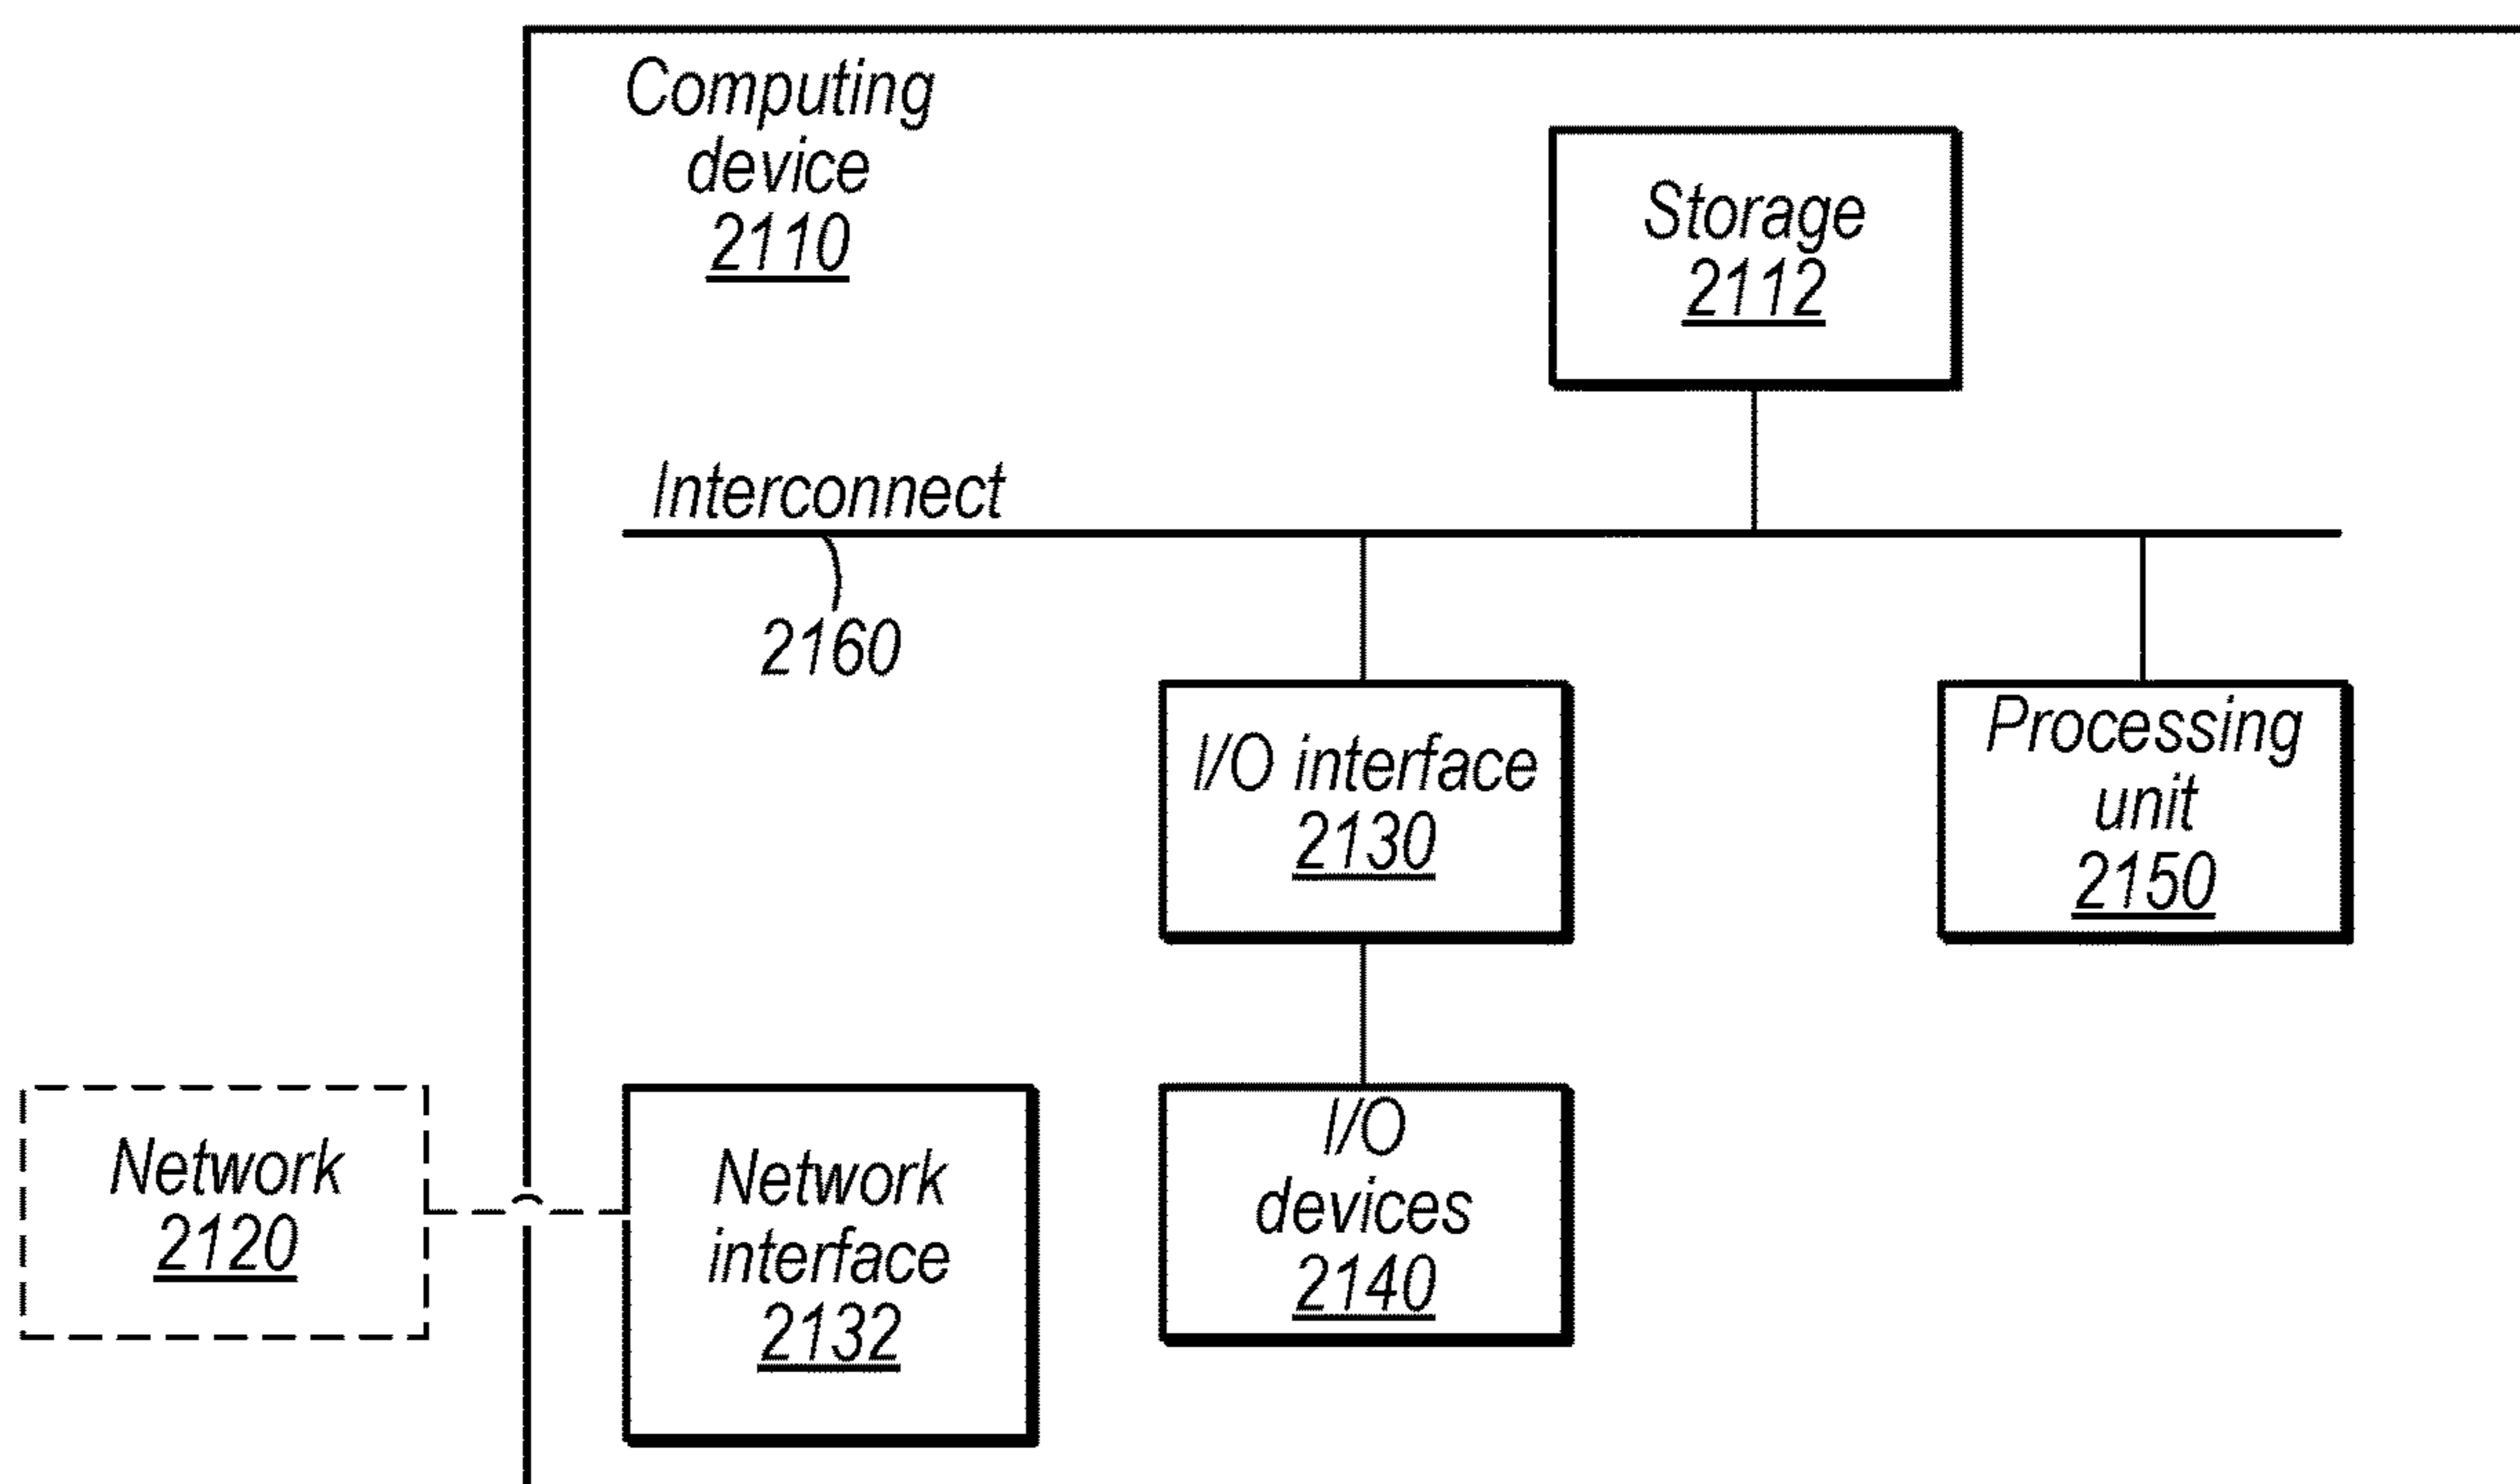 Computing
device
2110
Storage
2112
Interconnect
2160
I/O interface
2130
Processing
unit
2150
Network
2120
Network
interface
2132
I/O
devices
2140